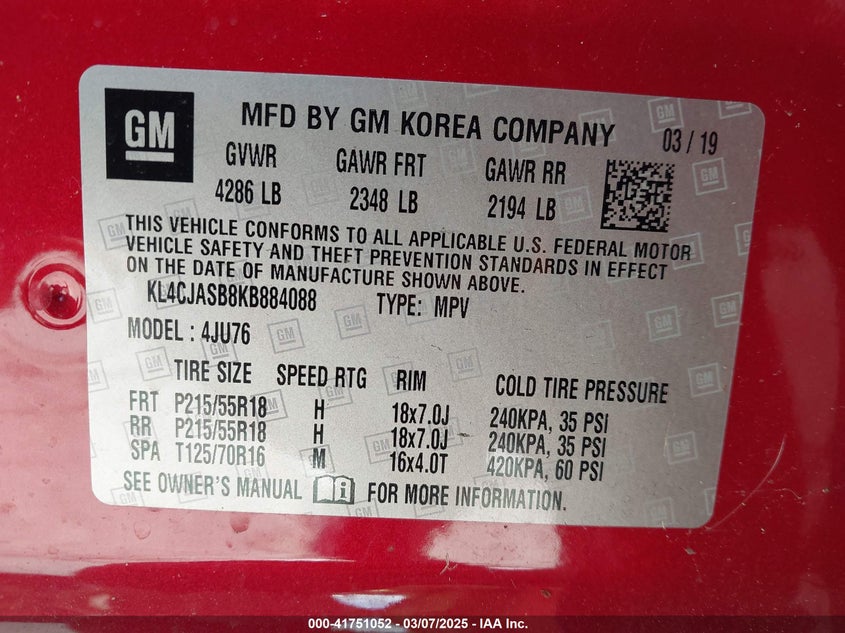 GM MFD BY GM KOREA COMPANY 03 / 19
GVWR GAWR FRT GAWR RR
4286 LB 2348 LB 2194 LB
THIS VEHICLE CONFORMS TO ALL APPLICABLE U.S. FEDERAL MOTOR
VEHICLE SAFETY AND THEFT PREVENTION STANDARDS IN EFFECT
ON THE DATE OF MANUFACTURE SHOWN ABOVE.
KL4CJASB8KB884088 TYPE: MPV
MODEL : 4JU76
TIRE SIZE SPEED RTG RIM COLD TIRE PRESSURE
FRT P215/55R18 H 18x7.0J 240KPA, 35 PSI
RR P215/55R18 H 18x7.0J 240KPA, 35 PSI
SPA T125/70R16 M 16x4.0T 420KPA, 60 PSI
SEE OWNER'S MANUAL FOR MORE INFORMATION.
000-41751052 - 03/07/2025 - IAA Inc.